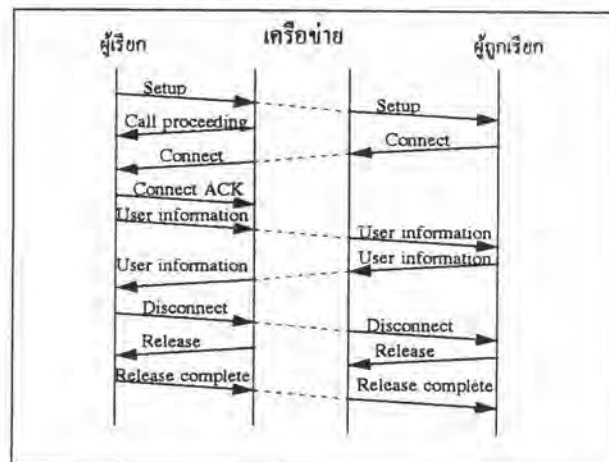 ผู้เรียก
เครือข่าย
ผู้ถูกเรียก
Setup
Setup
Call proceeding
Connect
Connect
Connect ACK
User information
User information
User information
User information
Disconnect
Disconnect
Release
Release
Release complete
Release complete